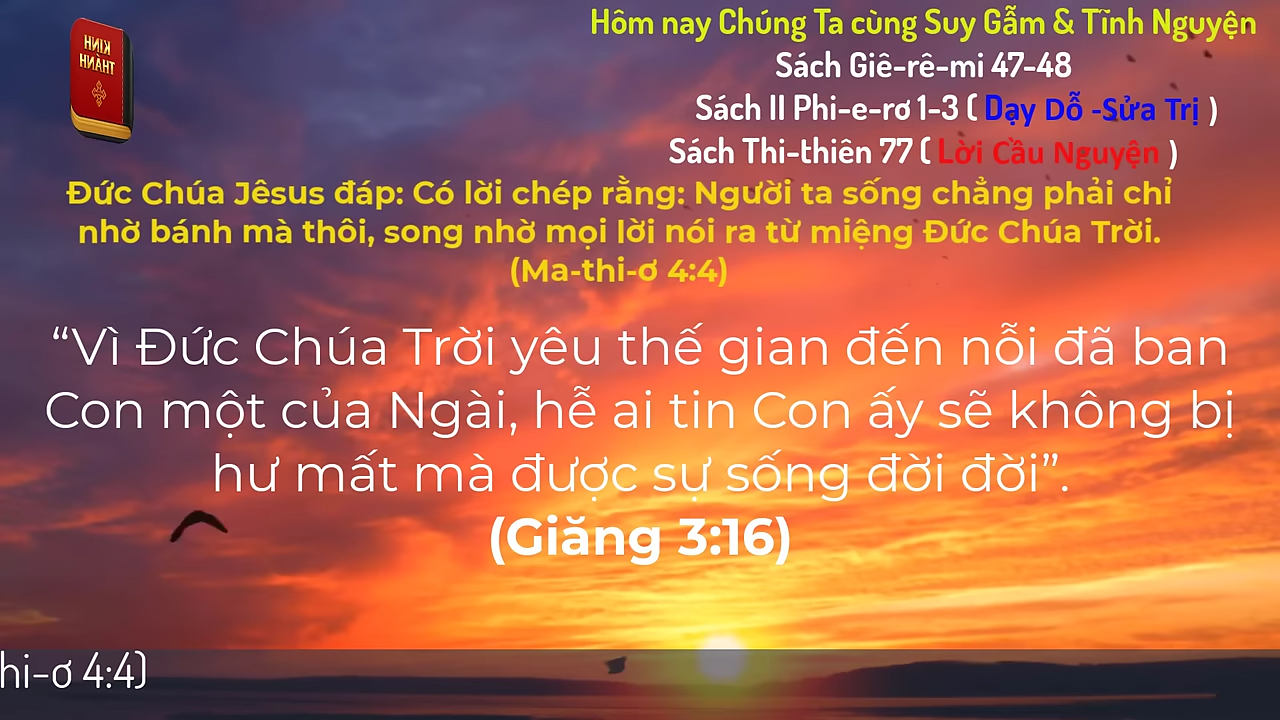 KINH
THÁNH
Hôm nay Chúng Ta cùng Suy Gẫm & Tĩnh Nguyện
Sách Giê-rê-mi 47-48
Sách II Phi-e-rơ 1-3 ( Dạy Dỗ -Sửa Trị )
Sách Thi-thiên 77 ( Lời Cầu Nguyện )
Đức Chúa Jêsus đáp: Có lời chép rằng: Người ta sống chẳng phải chỉ
nhờ bánh mà thôi, song nhờ mọi lời nói ra từ miệng Đức Chúa Trời.
(Ma-thi-ơ 4:4)
“Vì Đức Chúa Trời yêu thế gian đến nỗi đã ban
Con một của Ngài, hễ ai tin Con ấy sẽ không bị
hư mất mà được sự sống đời đời”.
(Giăng 3:16)
hi-ơ 4:4)